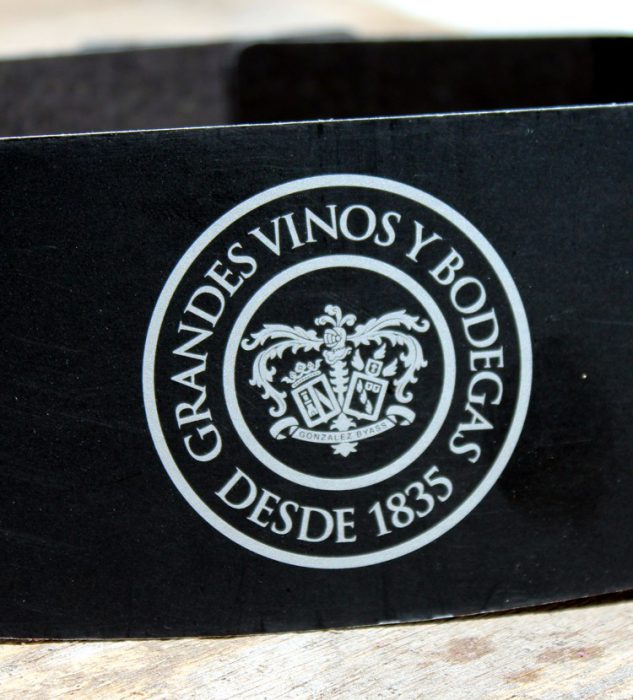 GRANDES VINOS Y BODEGAS
DESDE 1835
GONZALEZ BYASS